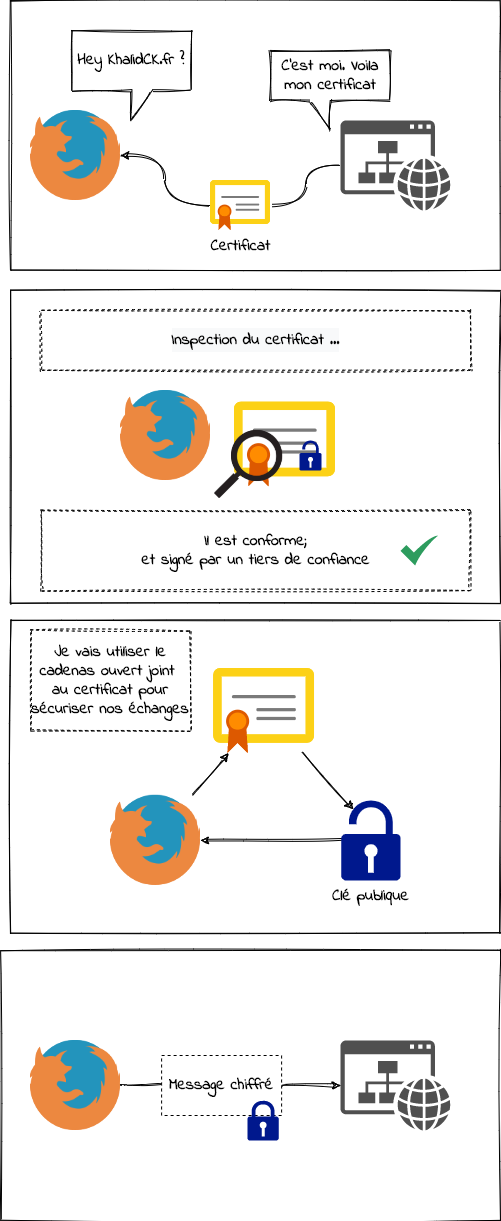 Hey KhalidCK.fr ?
C'est moi. Voila
mon certificat
Certificat
Inspection du certificat ...
Il est conforme;
et signé par un tiers de confiance
Je vais utiliser le
cadenas ouvert joint
au certificat pour
sécuriser nos échanges
Clé publique
Message chiffré